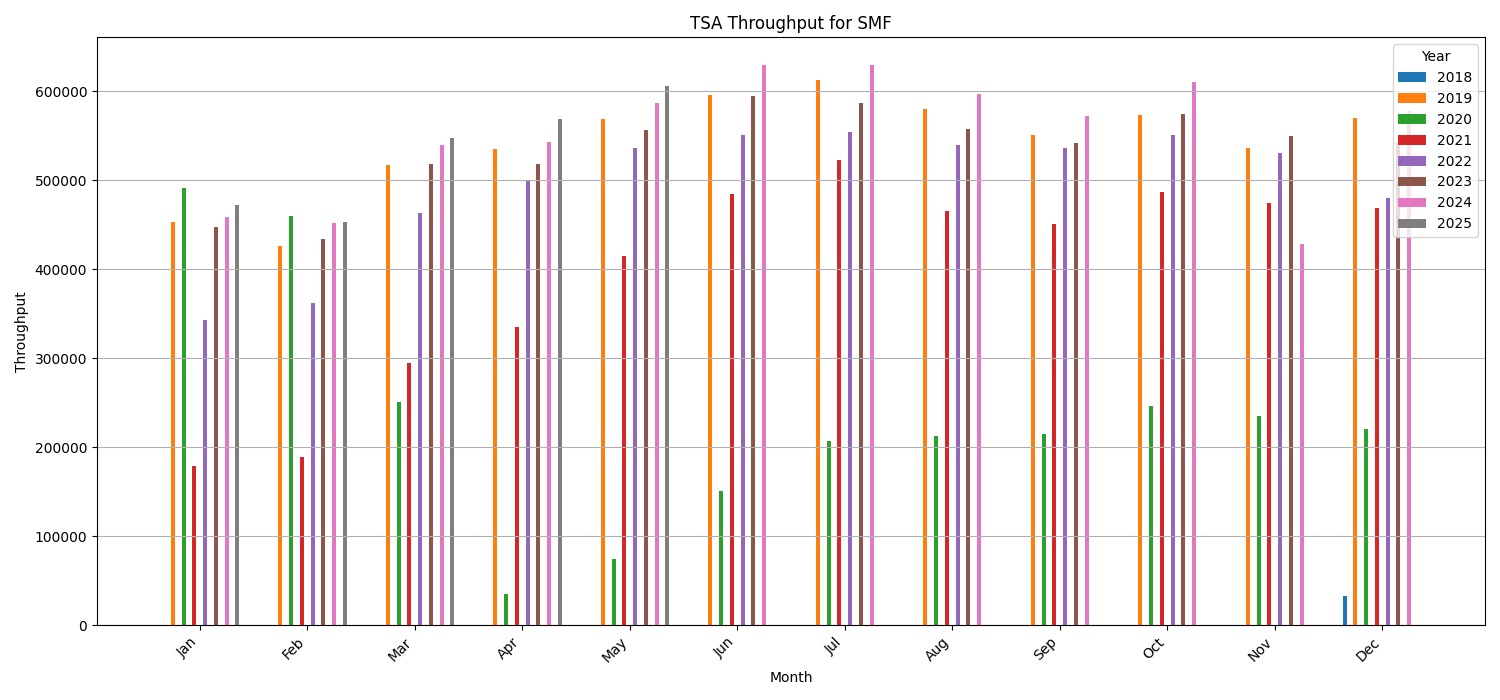 TSA Throughput for SMF
Year
2018
2019
2020
2021
2022
2023
2024
2025
Throughput
600000
500000
400000
300000
200000
100000
0
Jan
Feb
Mar
Apr
May
Jun
Jul
Aug
Sep
Oct
Nov
Dec
Month